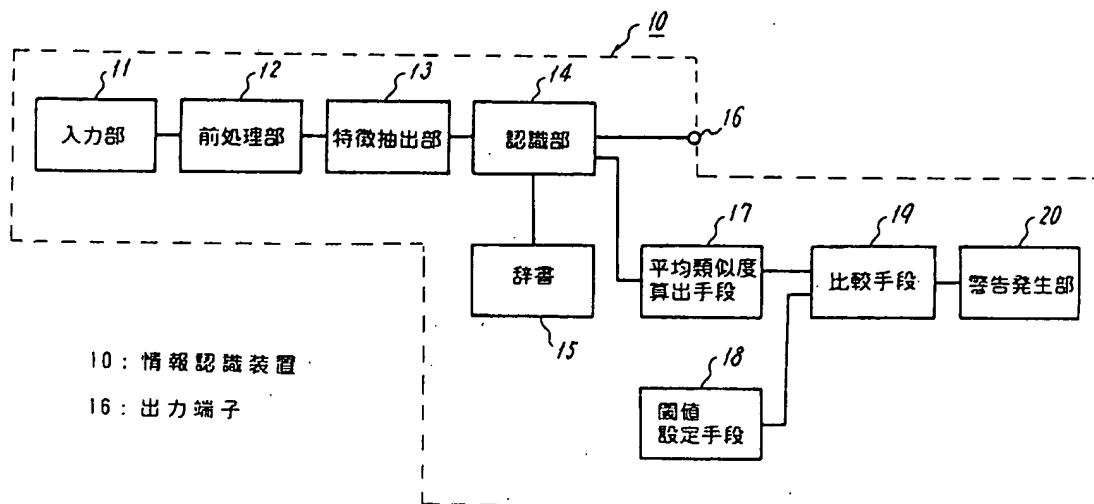 10
11
12
13
14
入力部
前処理部
特徴抽出部
認識部
16
17
19
20
辞書
平均類似度
算出手段
比較手段
警告発生部
15
18
閾値
設定手段
10:情報認識装置
16:出力端子